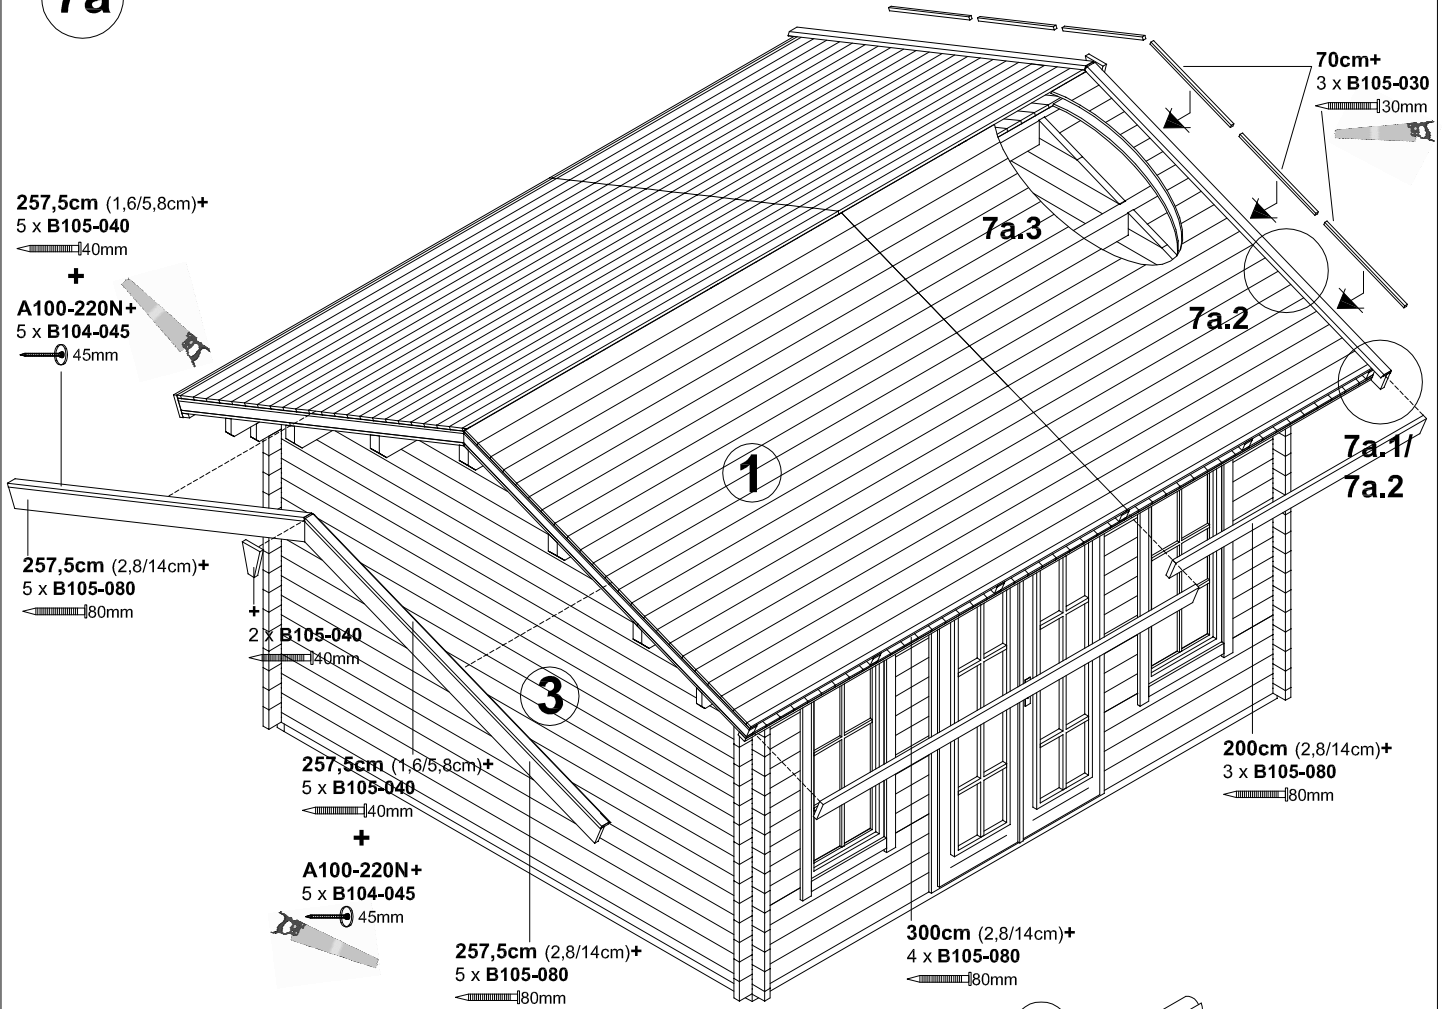 7a
70cm+
3 x B105-030
30mm
257,5cm (1,6/5,8cm)+
5 x B105-040
40mm
+
A100-220N+
5 x B104-045
45mm
7a.3
7a.2
7a.1/
7a.2
1
257,5cm (2,8/14cm)+
5 x B105-080
80mm
+
2 x B105-040
40mm
3
257,5cm (1,6/5,8cm)+
5 x B105-040
40mm
+
A100-220N+
5 x B104-045
45mm
257,5cm (2,8/14cm)+
5 x B105-080
80mm
200cm (2,8/14cm)+
3 x B105-080
80mm
300cm (2,8/14cm)+
4 x B105-080
80mm